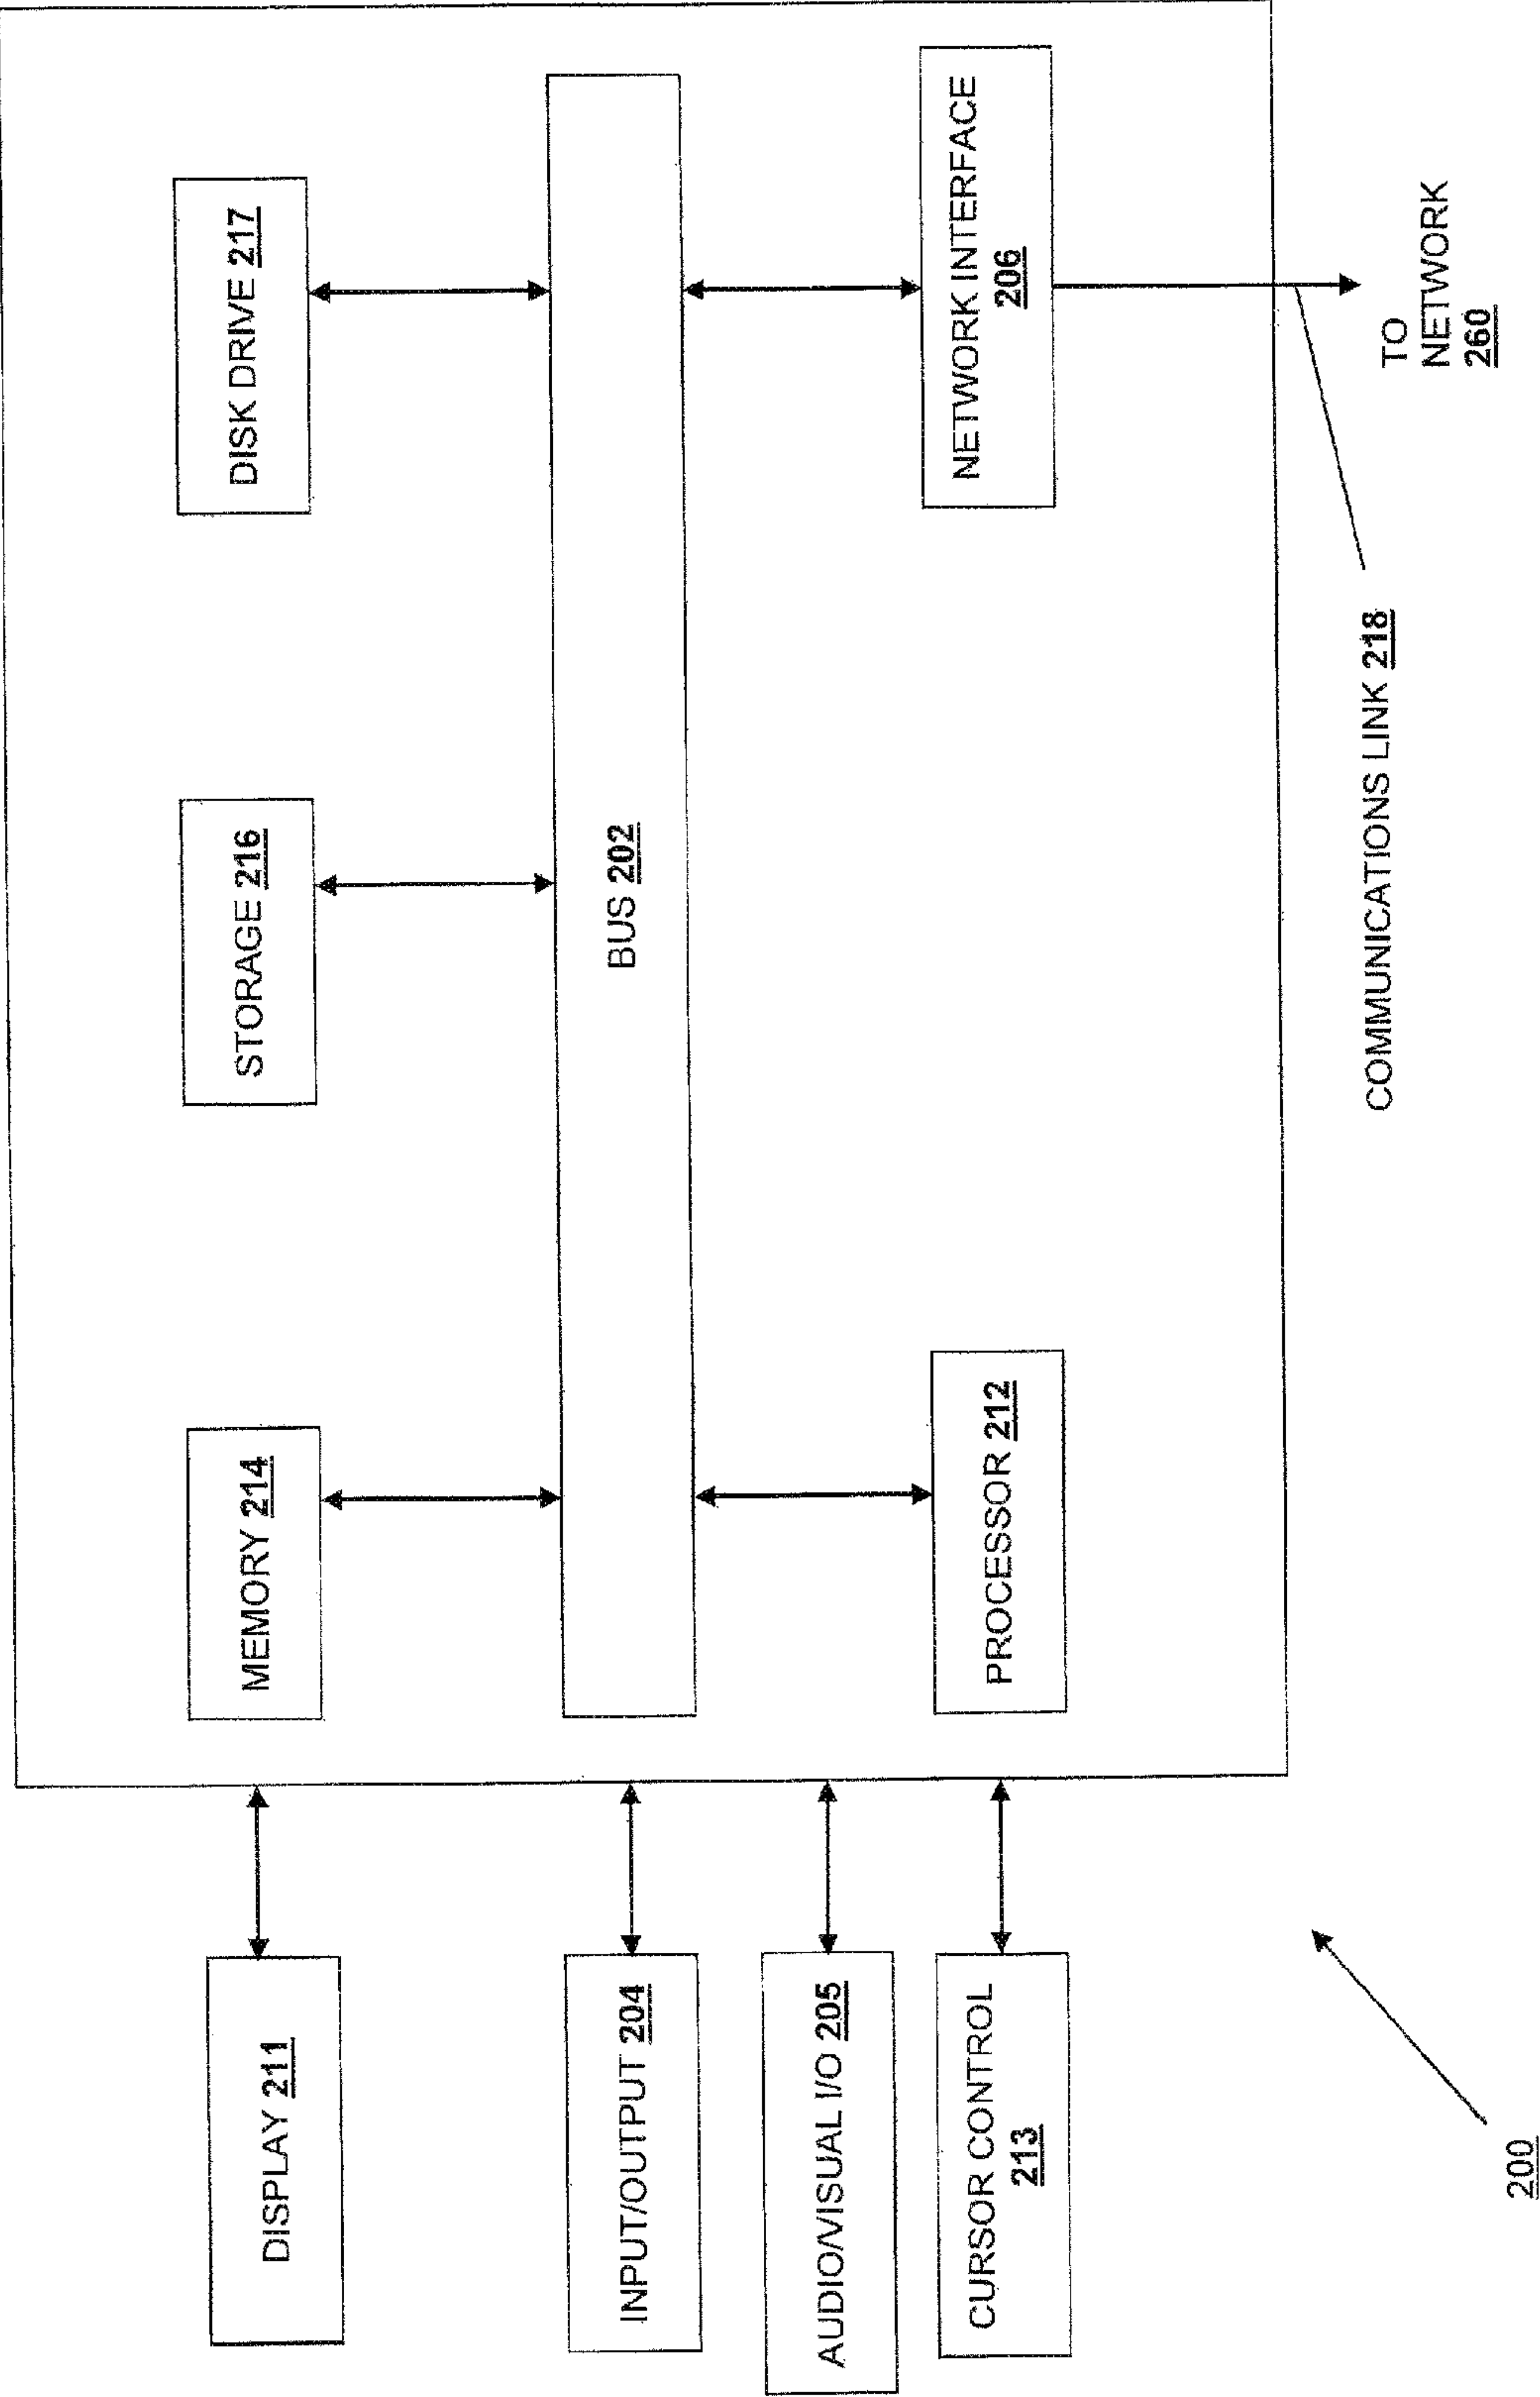 DISPLAY 211
MEMORY 214
STORAGE 216
DISK DRIVE 217
INPUT/OUTPUT 204
BUS 202
AUDIO/VISUAL I/O 205
CURSOR CONTROL
213
PROCESSOR 212
NETWORK INTERFACE
206
COMMUNICATIONS LINK 218
TO
NETWORK
260
200